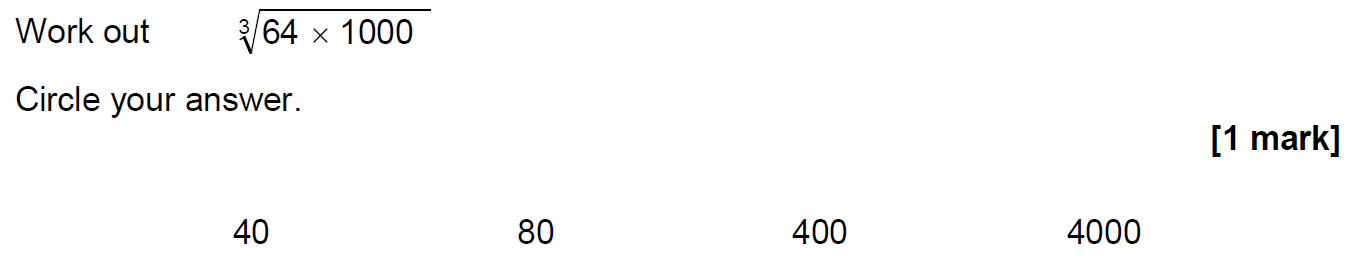 Work out ∛64 × 1000
Circle your answer.
[1 mark]
40 80 400 4000